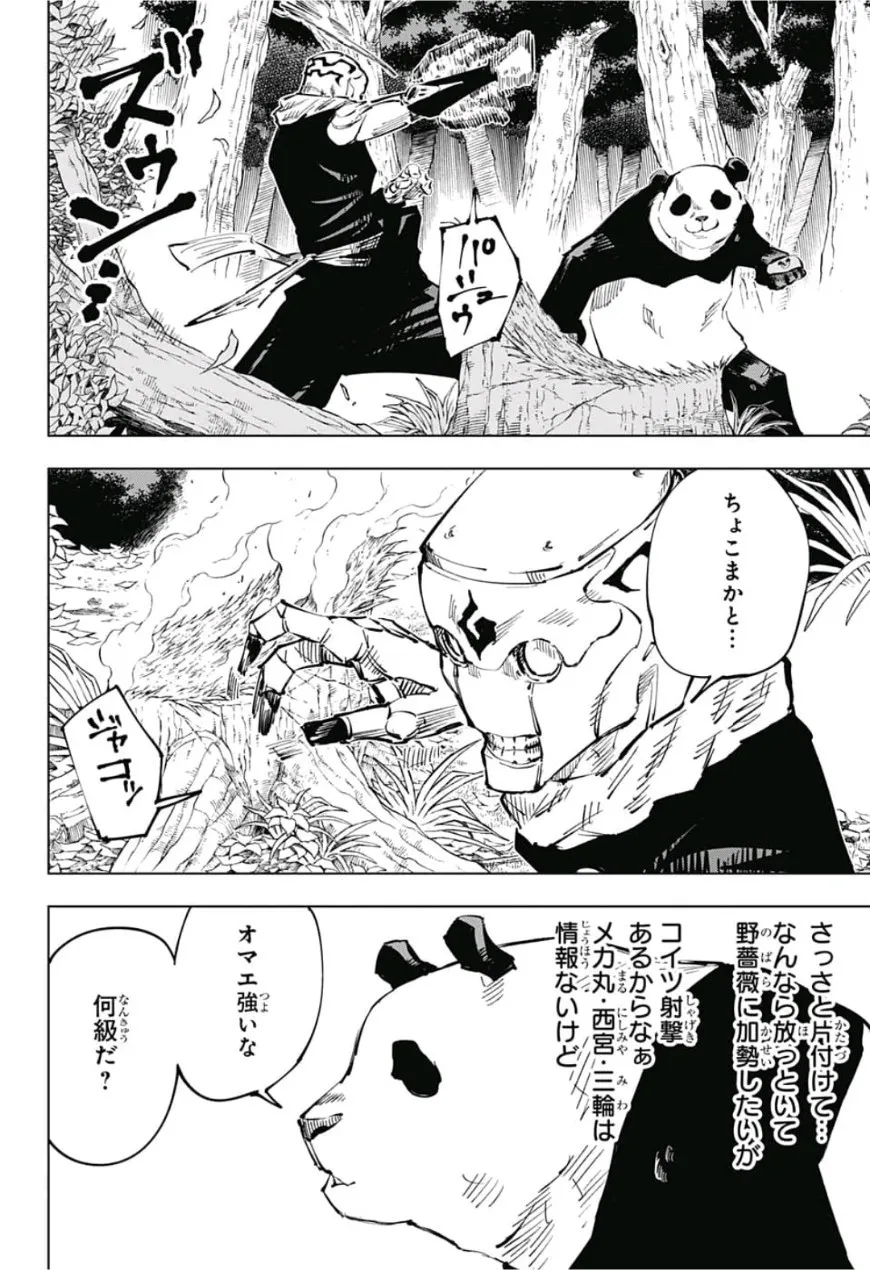 パシュゥ
ズゥン…
ちょこまかと…
ジャコッ
さっさと片付けて…
なんなら放っといて
野薔薇に加勢したいが
コイツ射撃
あるからなぁ
メカ丸・西宮・三輪は
情報ないけど
オマエ強いな
何級だ？